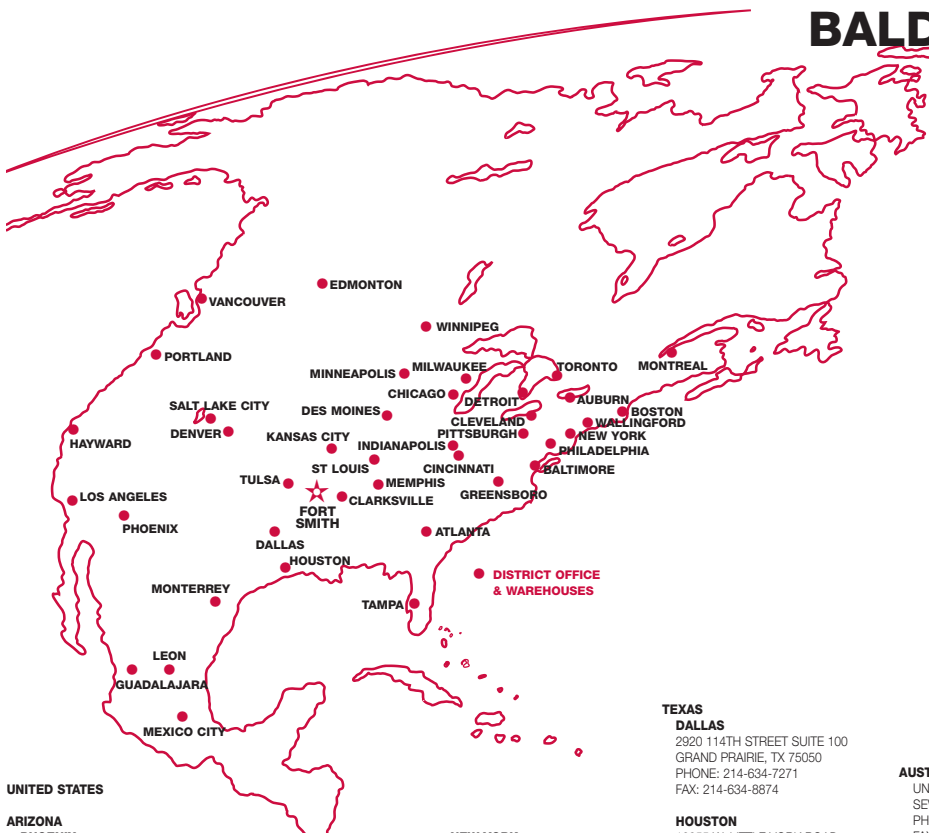 BALD
EDMONTON
VANCOUVER
WINNIPEG
PORTLAND
MINNEAPOLIS
MILWAUKEE
TORONTO
MONTREAL
CHICAGO
DETROIT
AUBURN
SALT LAKE CITY
DES MOINES
CLEVELAND
BOSTON
WALLINGFORD
HAYWARD
DENVER
KANSAS CITY
INDIANAPOLIS
PITTSBURGH
NEW YORK
PHILADELPHIA
ST LOUIS
CINCINNATI
BALTIMORE
TULSA
MEMPHIS
GREENSBORO
LOS ANGELES
CLARKSVILLE
FORT
SMITH
PHOENIX
DALLAS
ATLANTA
HOUSTON
DISTRICT OFFICE
& WAREHOUSES
MONTERREY
TAMPA
LEON
GUADALAJARA
MEXICO CITY
UNITED STATES
ARIZONA
TEXAS
DALLAS
2920 114TH STREET SUITE 100
GRAND PRAIRIE, TX 75050
PHONE: 214-634-7271
FAX: 214-634-8874
HOUSTON
AUST
UN
SEV
PH